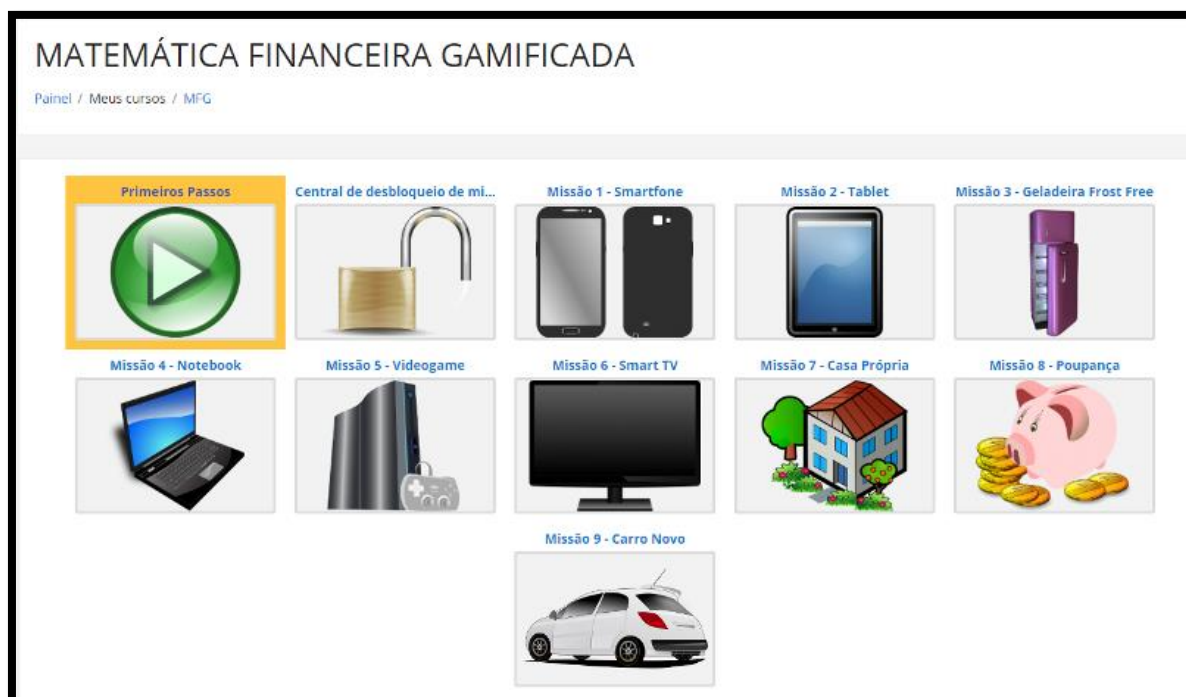 MATEMÁTICA FINANCEIRA GAMIFICADA
Painel / Meus cursos / MFG
Primeiros Passos
Central de desbloqueio de mi...
Missão 1 - Smartfone
Missão 2 - Tablet
Missão 3 - Geladeira Frost Free
Missão 4 - Notebook
Missão 5 - Videogame
Missão 6 - Smart TV
Missão 7 - Casa Própria
Missão 8 - Poupança
Missão 9 - Carro Novo